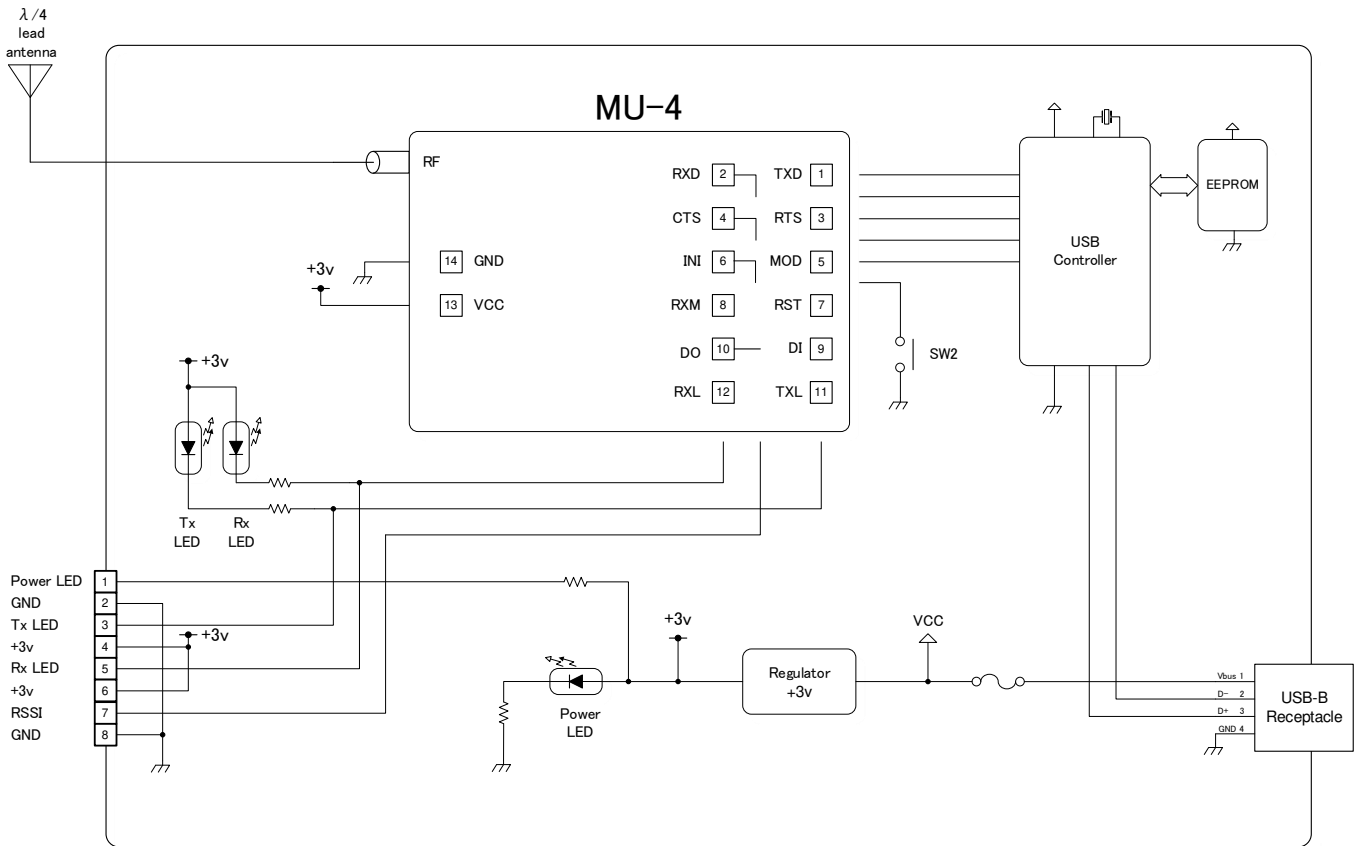 λ/4
lead
antenna
MU-4
RF
RXD 2 TXD 1
CTS 4 RTS 3
INI 6 MOD 5
RXM 8 RST 7
DO 10 DI 9
RXL 12 TXL 11
14 GND
13 VCC
+3v
USB
Controller
EEPROM
SW2
+3v
Tx
LED
Rx
LED
Power LED 1
GND 2
Tx LED 3
+3v 4
Rx LED 5
+3v 6
RSSI 7
GND 8
+3v
Power
LED
+3v
Regulator
+3v
VCC
Vbus 1
D- 2
D+ 3
GND 4
USB-B
Receptacle